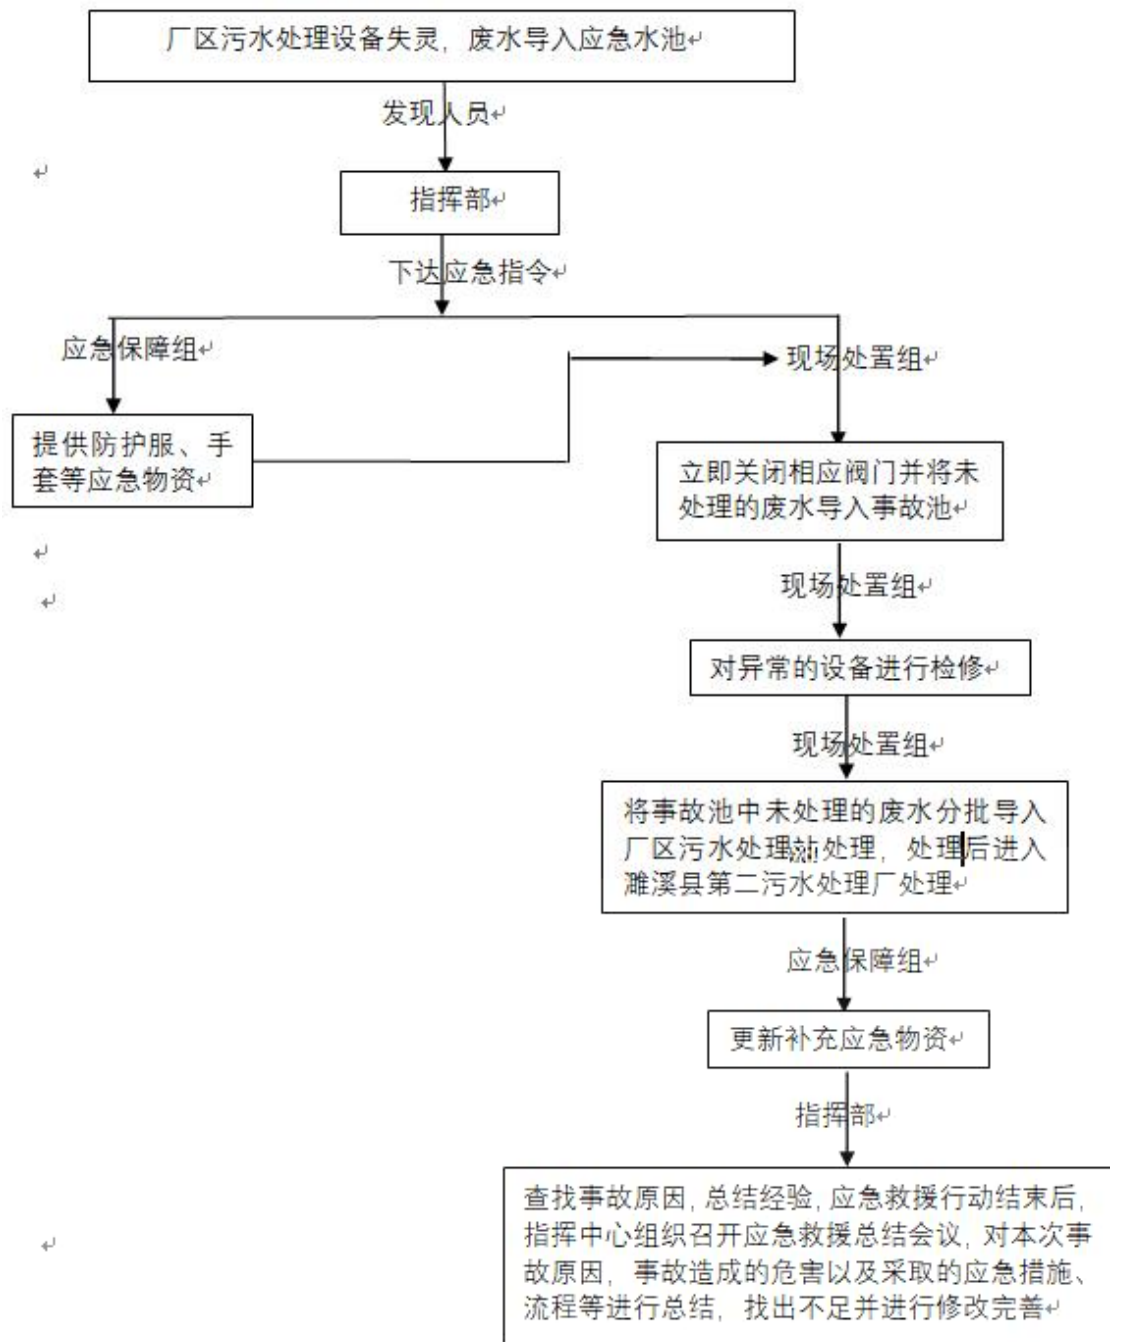 厂区污水处理设备失灵，废水导入应急水池
发现人员
指挥部
下达应急指令
应急保障组
现场处置组
提供防护服、手
套等应急物资
立即关闭相应阀门并将未
处理的废水导入事故池
现场处置组
对异常的设备进行检修
现场处置组
将事故池中未处理的废水分批导入
厂区污水处理站处理，处理后进入
濉溪县第二污水处理厂处理
应急保障组
更新补充应急物资
指挥部
查找事故原因，总结经验，应急救援行动结束后，
指挥中心组织召开应急救援总结会议，对本次事
故原因，事故造成的危害以及采取的应急措施、
流程等进行总结，找出不足并进行修改完善